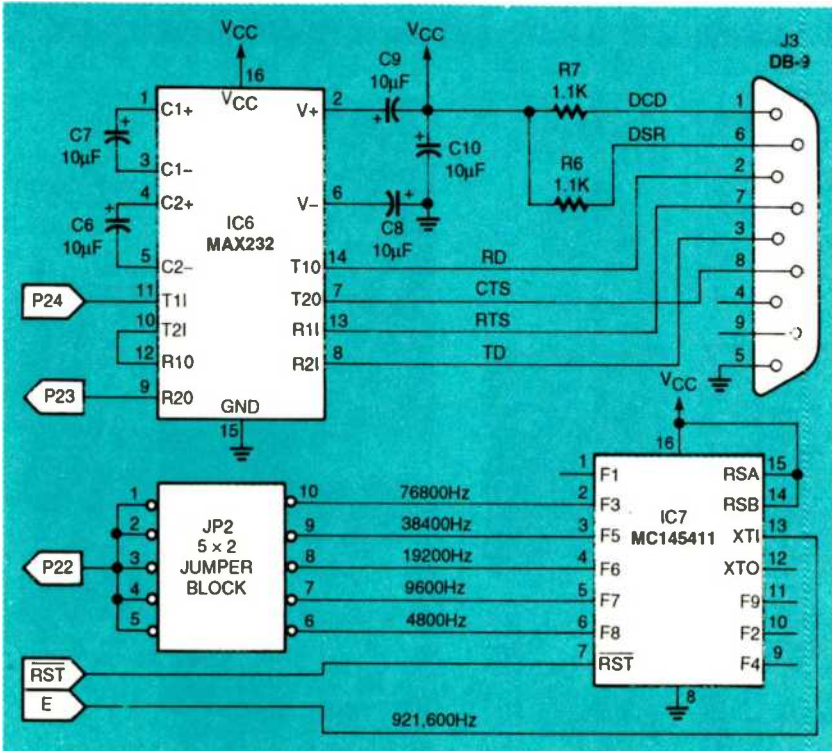 VCC
16
VCC
C9
10µF
VCC
R7
1.1K
DCD
J3
DB-9
1
C1+
V+
2
1
C7
10µF
C10
10µF
DSR
6
R6
1.1K
2
3
C1-
4
C2+
V-
6
7
C6
10µF
IC6
MAX232
C8
10µF
3
5
C2-
T10
14
RD
8
P24
11
T1I
T20
7
CTS
4
10
T2I
R1I
13
RTS
9
12
R10
R2I
8
TD
5
P23
9
R20
GND
15
VCC
16
1
F1
RSA
15
1
10
76800Hz
2
F3
RSB
14
2
JP2
5 × 2
JUMPER
BLOCK
9
38400Hz
3
F5
IC7
MC145411
XTI
13
P22
3
8
19200Hz
4
F6
XTO
12
4
7
9600Hz
5
F7
F9
11
5
6
4800Hz
6
F8
F2
10
RST
7
RST
F4
9
E
8
921,600Hz